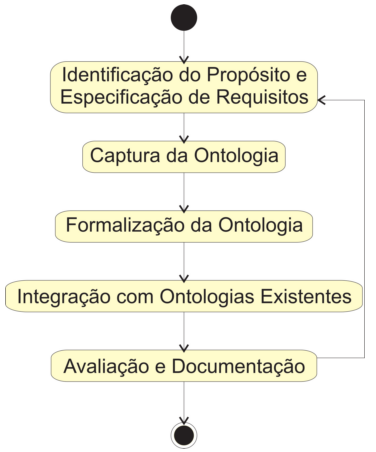 Identificação do Propósito e
Especificação de Requisitos
Captura da Ontologia
Formalização da Ontologia
Integração com Ontologias Existentes
Avaliação e Documentação